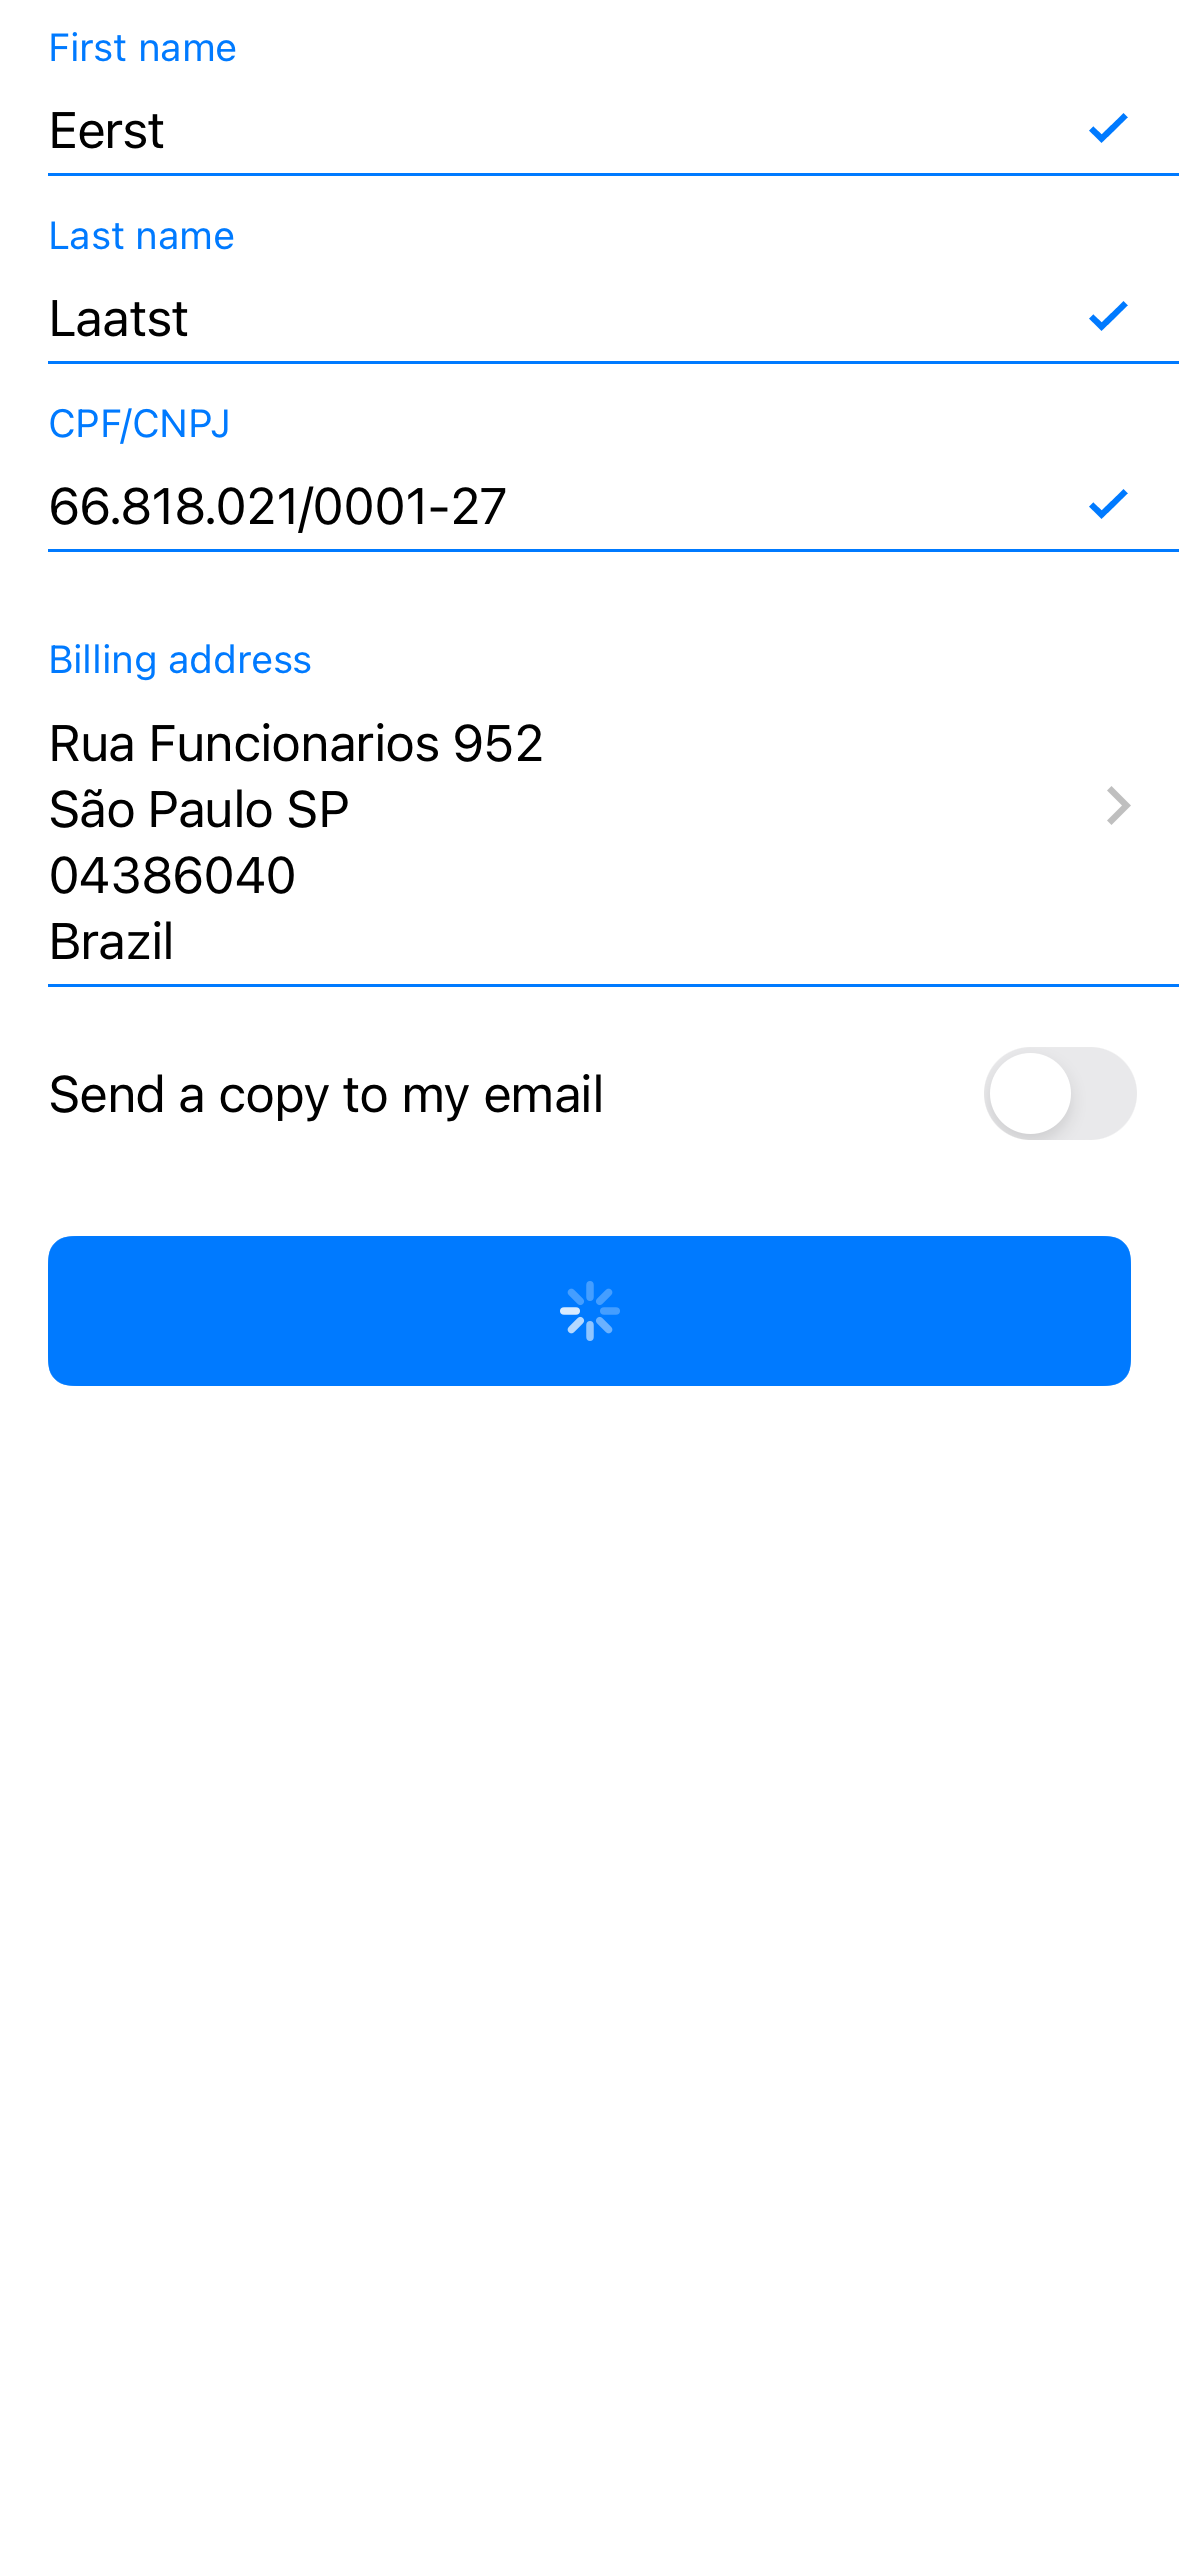 First name
Eerst
Last name
Laatst
CPF/CNPJ
66.818.021/0001-27
Billing address
Rua Funcionarios 952
São Paulo SP
04386040
Brazil
Send a copy to my email